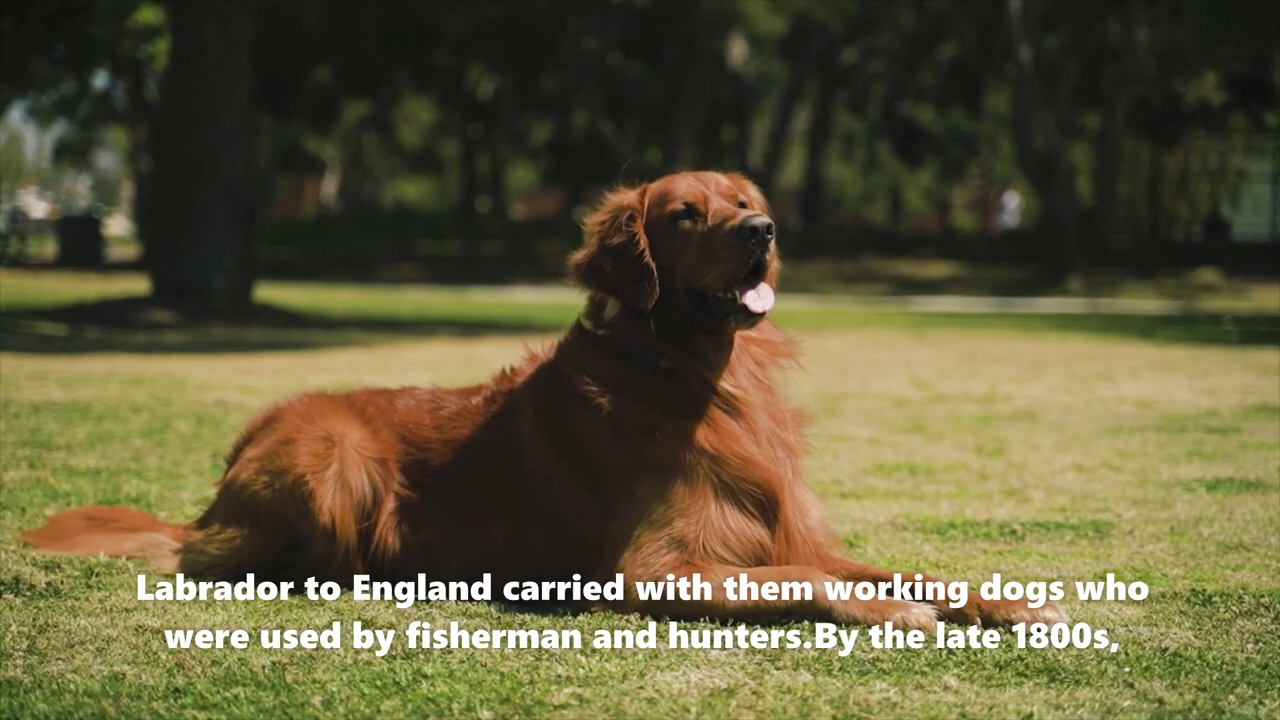 Labrador to England carried with them working dogs who
were used by fisherman and hunters.By the late 1800s,